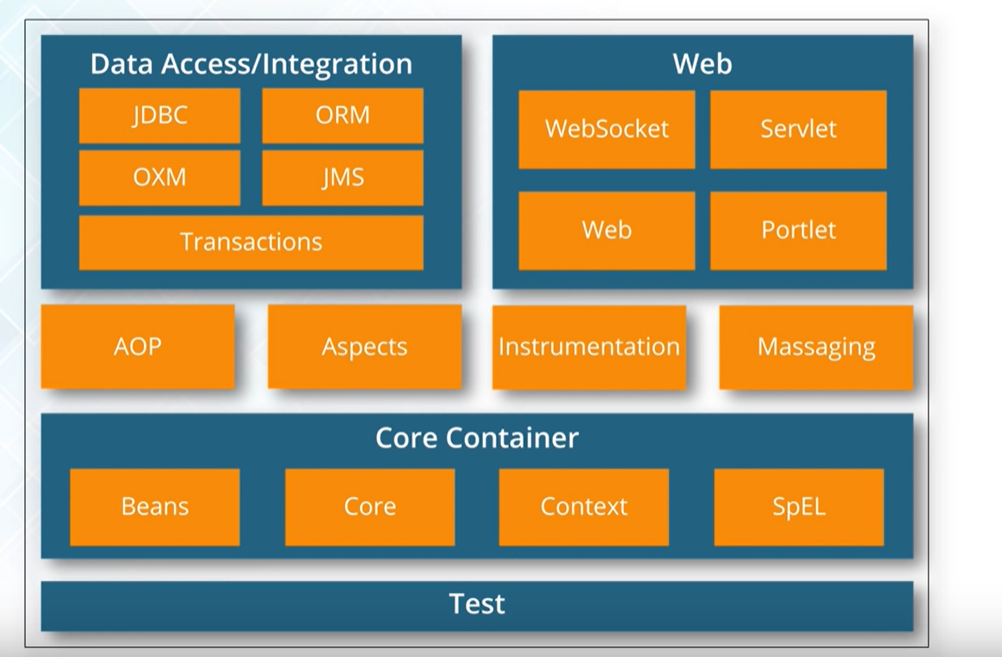 Data Access/Integration
JDBC
ORM
OXM
JMS
Transactions
Web
WebSocket
Servlet
Web
Portlet
AOP
Aspects
Instrumentation
Massaging
Core Container
Beans
Core
Context
SpEL
Test